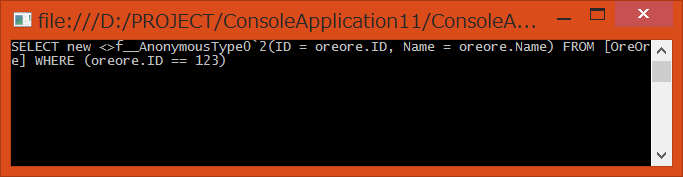 file:///D:/PROJECT/ConsoleApplication11/ConsoleA...
SELECT new <>f__AnonymousType0`2(ID = oreore.ID, Name = oreore.Name) FROM [OreOr
e] WHERE (oreore.ID == 123)